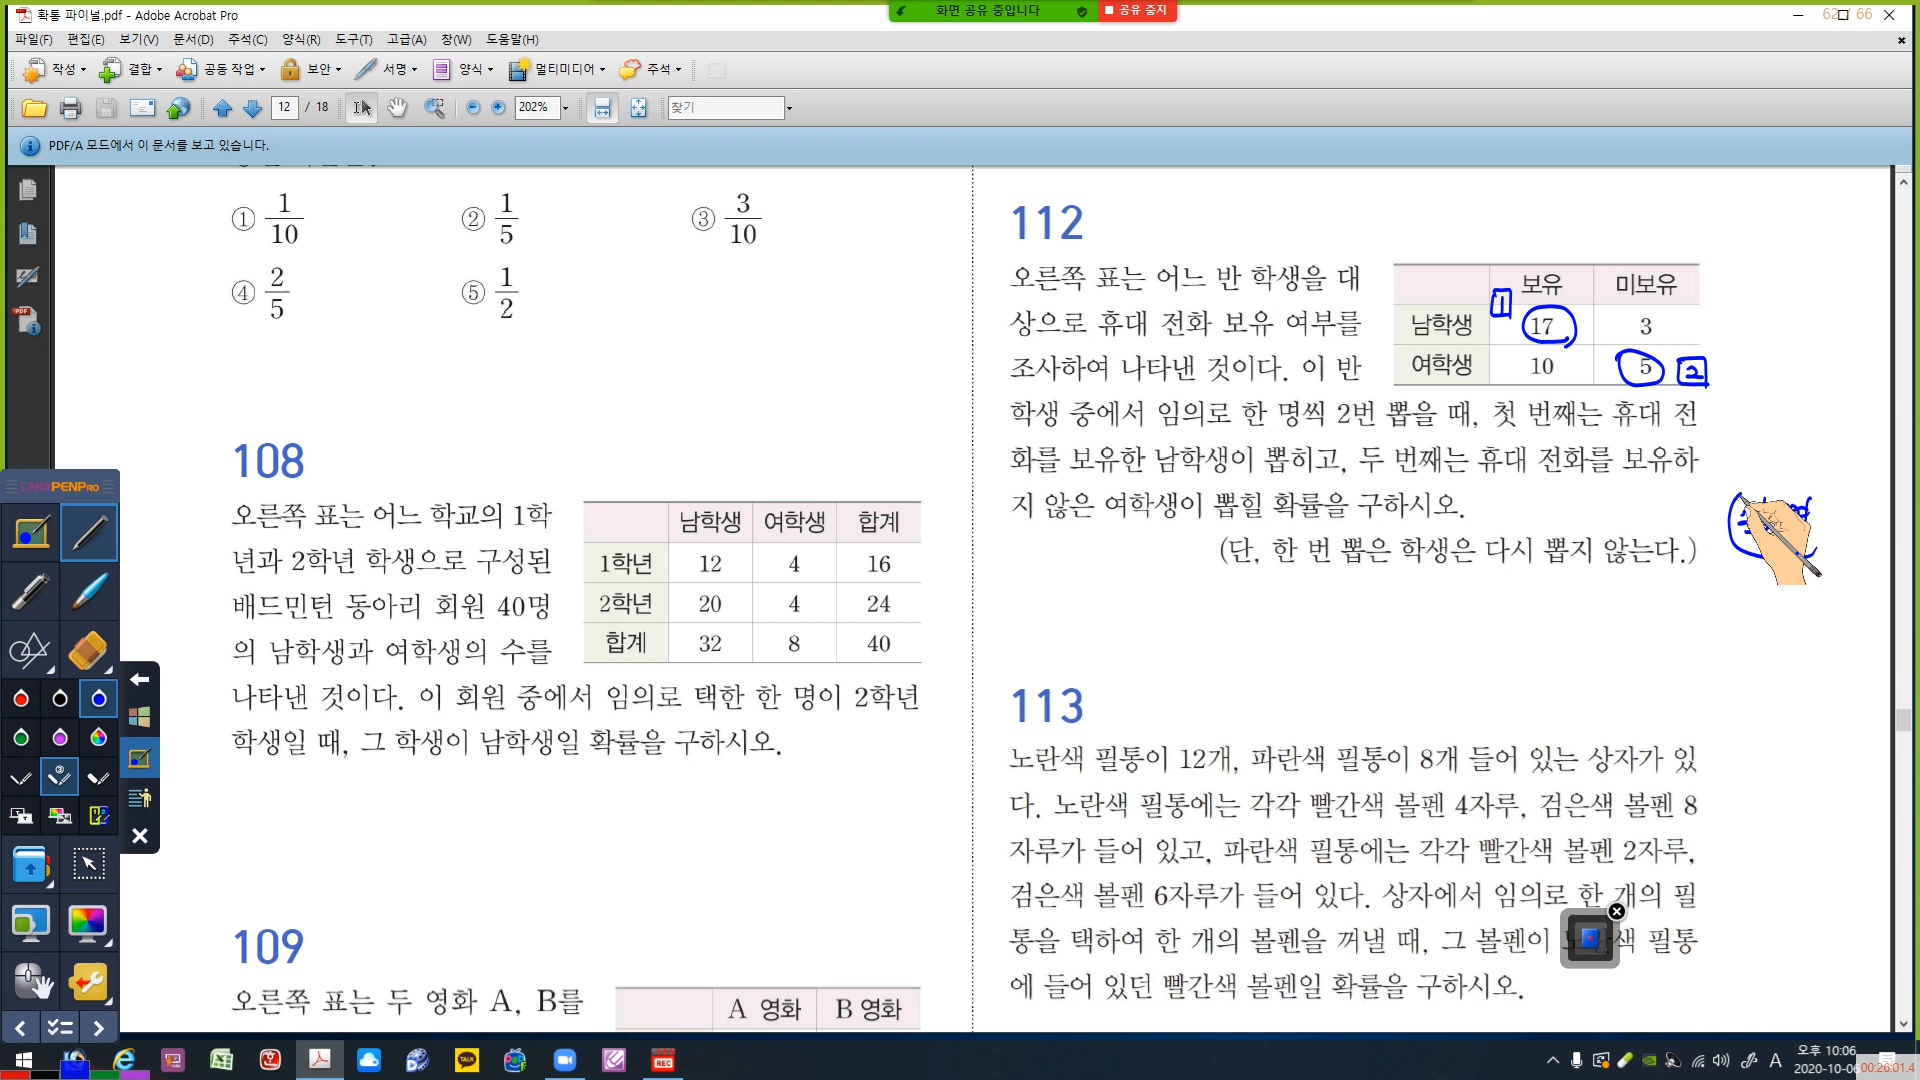 확통 파이널.pdf - Adobe Acrobat Pro
화면 공유 중입니다
공유 중지
62 / 66
파일(F) 편집(E) 보기(V) 문서(D) 주석(C) 양식(R) 도구(T) 고급(A) 창(W) 도움말(H)
작성 결합 공동 작업 보안 서명 양식 멀티미디어 주석
12 / 18 202% 찾기
PDF/A 모드에서 이 문서를 보고 있습니다.
① 1/10 ② 1/5 ③ 3/10
④ 2/5 ⑤ 1/2
108
오른쪽 표는 어느 학교의 1학
년과 2학년 학생으로 구성된
배드민턴 동아리 회원 40명
의 남학생과 여학생의 수를
나타낸 것이다. 이 회원 중에서 임의로 택한 한 명이 2학년
학생일 때, 그 학생이 남학생일 확률을 구하시오.
남학생 여학생 합계
1학년 12 4 16
2학년 20 4 24
합계 32 8 40
109
오른쪽 표는 두 영화 A, B를
A 영화 B 영화
112
오른쪽 표는 어느 반 학생을 대
상으로 휴대 전화 보유 여부를
조사하여 나타낸 것이다. 이 반
학생 중에서 임의로 한 명씩 2번 뽑을 때, 첫 번째는 휴대 전
화를 보유한 남학생이 뽑히고, 두 번째는 휴대 전화를 보유하
지 않은 여학생이 뽑힐 확률을 구하시오.
(단, 한 번 뽑은 학생은 다시 뽑지 않는다.)
보유 미보유
1
남학생 17 3
여학생 10 5 2
113
노란색 필통이 12개, 파란색 필통이 8개 들어 있는 상자가 있
다. 노란색 필통에는 각각 빨간색 볼펜 4자루, 검은색 볼펜 8
자루가 들어 있고, 파란색 필통에는 각각 빨간색 볼펜 2자루,
검은색 볼펜 6자루가 들어 있다. 상자에서 임의로 한 개의 필
통을 택하여 한 개의 볼펜을 꺼낼 때, 그 볼펜이 노란색 필통
에 들어 있던 빨간색 볼펜일 확률을 구하시오.
CARAPENPRO
TALK
REC
A
오후 10:06
2020-10-06
00:26:01.4